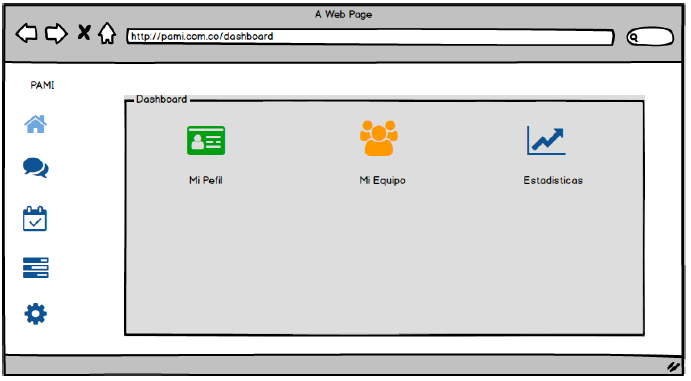 A Web Page
http://pami.com.co/dashboard
PAMI
Dashboard
Mi Pefil
Mi Equipo
Estadisticas